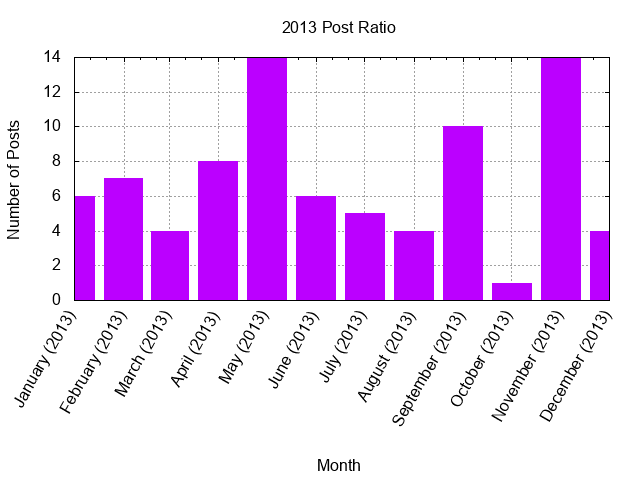 2013 Post Ratio
Number of Posts
14
12
10
8
6
4
2
0
January (2013)
February (2013)
March (2013)
April (2013)
May (2013)
June (2013)
July (2013)
August (2013)
September (2013)
October (2013)
November (2013)
December (2013)
Month